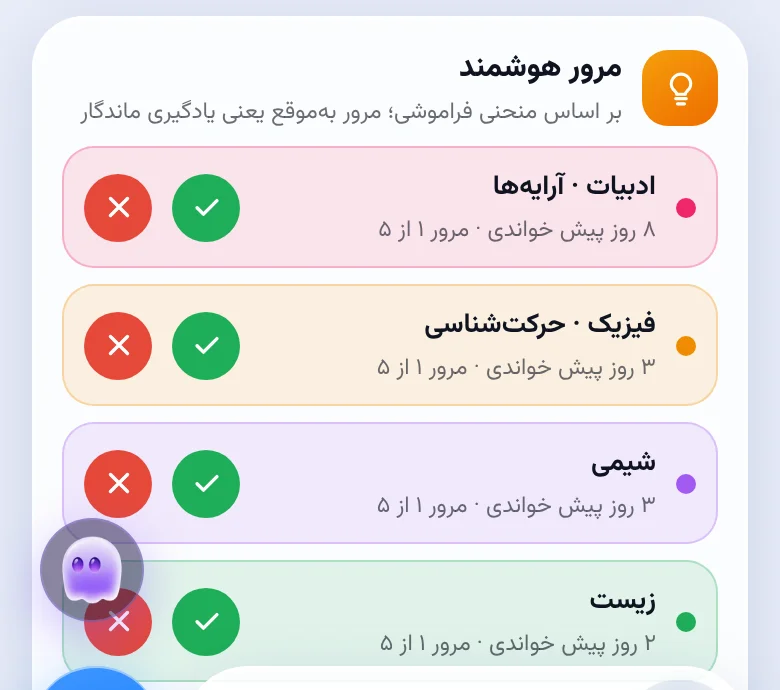 مرور هوشمند
بر اساس منحنی فراموشی؛ مرور به‌موقع یعنی یادگیری ماندگار
ادبیات · آرایه‌ها
۸ روز پیش خواندی · مرور ۱ از ۵
فیزیک · حرکت‌شناسی
۳ روز پیش خواندی · مرور ۱ از ۵
شیمی
۳ روز پیش خواندی · مرور ۱ از ۵
زیست
۲ روز پیش خواندی · مرور ۱ از ۵